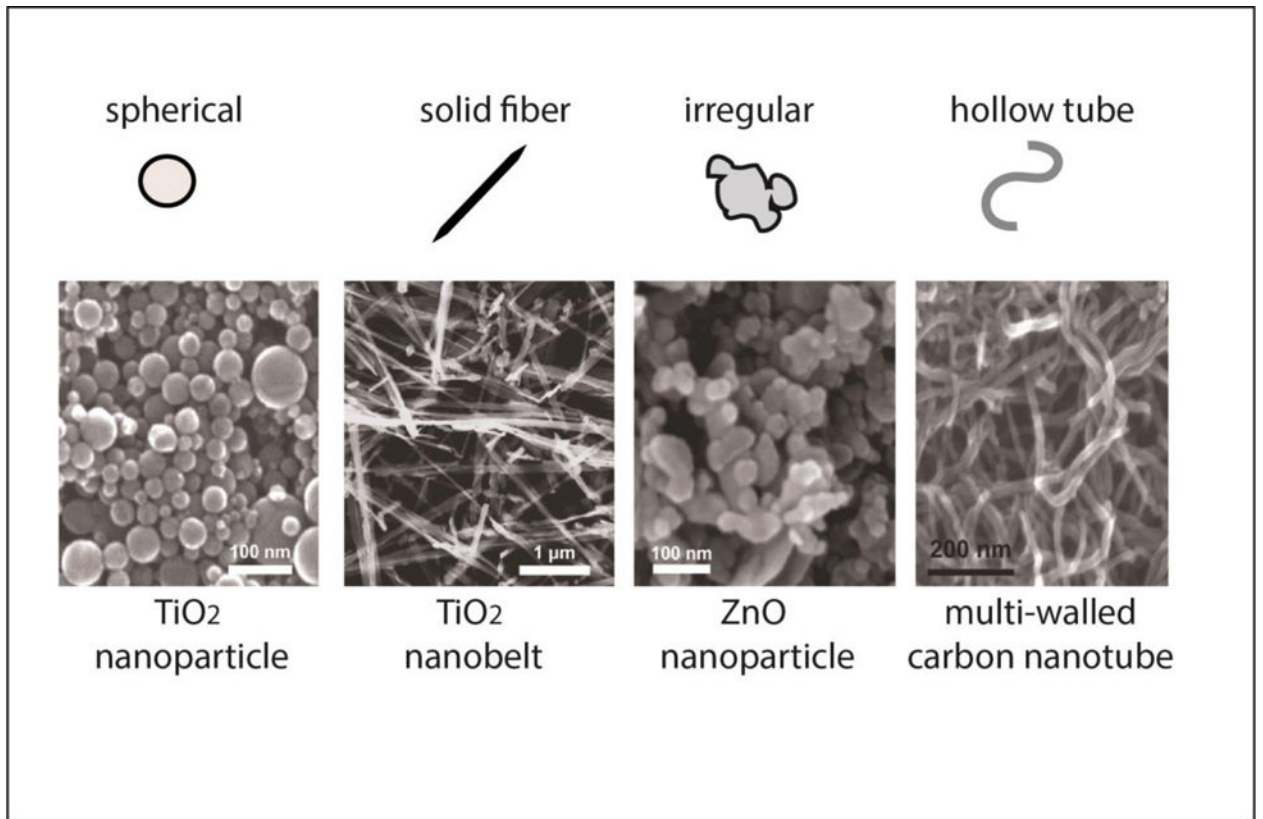 spherical
solid fiber
irregular
hollow tube
100 nm
1 µm
100 nm
200 nm
TiO2
nanoparticle
TiO2
nanobelt
ZnO
nanoparticle
multi-walled
carbon nanotube